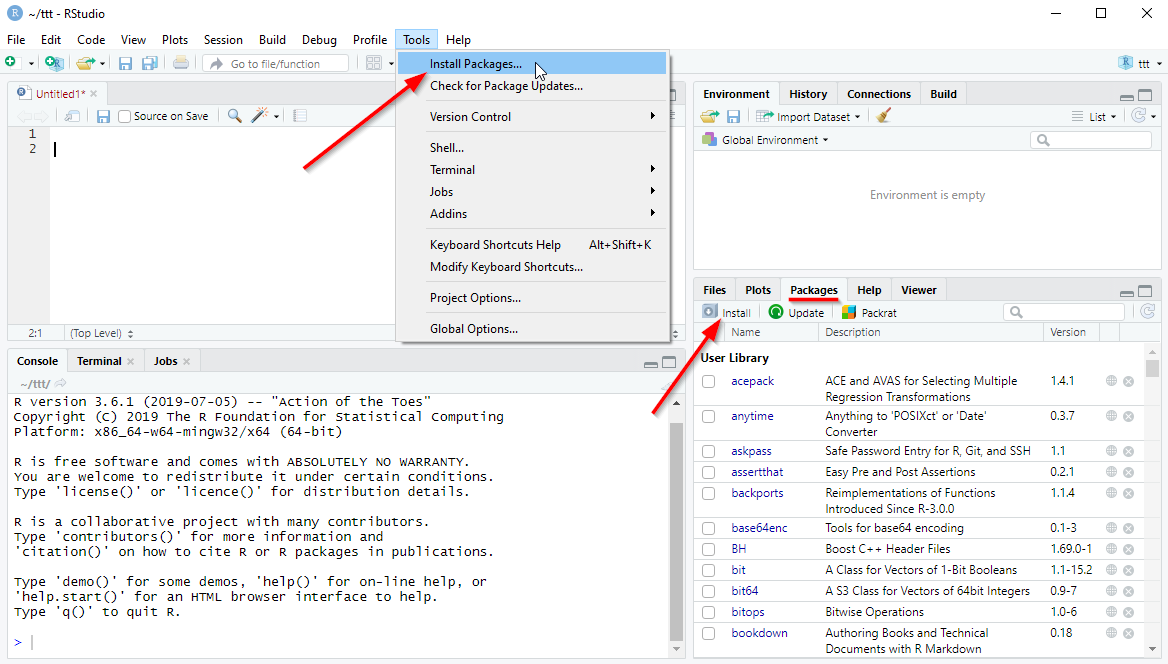 ~/ttt - RStudio
File Edit Code View Plots Session Build Debug Profile Tools Help
Go to file/function
ttt
Install Packages...
Check for Package Updates...
Version Control
Shell...
Terminal
Jobs
Addins
Keyboard Shortcuts Help Alt+Shift+K
Modify Keyboard Shortcuts...
Project Options...
Global Options...
Untitled1*
Source on Save
1
2
2:1 (Top Level)
Console Terminal Jobs
~/ttt/
R version 3.6.1 (2019-07-05) -- "Action of the Toes"
Copyright (C) 2019 The R Foundation for Statistical Computing
Platform: x86_64-w64-mingw32/x64 (64-bit)
R is free software and comes with ABSOLUTELY NO WARRANTY.
You are welcome to redistribute it under certain conditions.
Type 'license()' or 'licence()' for distribution details.
R is a collaborative project with many contributors.
Type 'contributors()' for more information and
'citation()' on how to cite R or R packages in publications.
Type 'demo()' for some demos, 'help()' for on-line help, or
'help.start()' for an HTML browser interface to help.
Type 'q()' to quit R.
>
Environment History Connections Build
Import Dataset List
Global Environment
Environment is empty
Files Plots Packages Help Viewer
Install Update Packrat
Name Description Version
User Library
acepack ACE and AVAS for Selecting Multiple 1.4.1
Regression Transformations
anytime Anything to 'POSIXct' or 'Date' 0.3.7
Converter
askpass Safe Password Entry for R, Git, and SSH 1.1
assertthat Easy Pre and Post Assertions 0.2.1
backports Reimplementations of Functions 1.1.4
Introduced Since R-3.0.0
base64enc Tools for base64 encoding 0.1-3
BH Boost C++ Header Files 1.69.0-1
bit A Class for Vectors of 1-Bit Booleans 1.1-15.2
bit64 A S3 Class for Vectors of 64bit Integers 0.9-7
bitops Bitwise Operations 1.0-6
bookdown Authoring Books and Technical 0.18
Documents with R Markdown